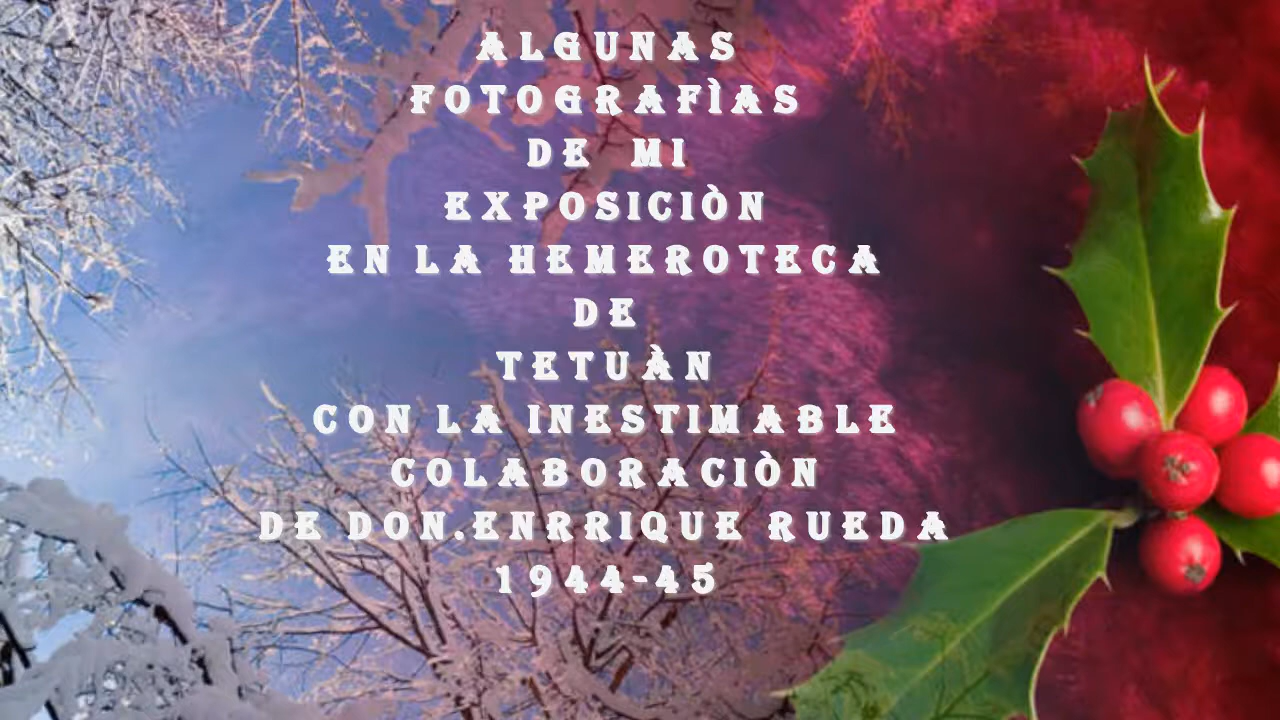 ALGUNAS
FOTOGRAFÌAS
DE MI
EXPOSICIÒN
EN LA HEMEROTECA
DE
TETUÀN
CON LA INESTIMABLE
COLABORACIÒN
DE DON.ENRRIQUE RUEDA
1944-45